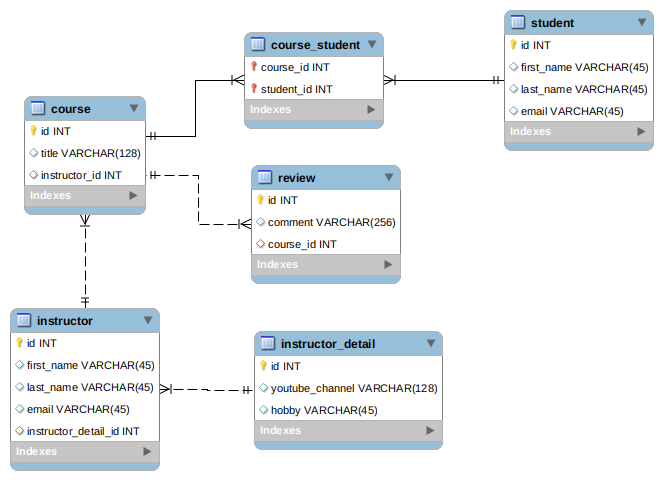 student
id INT
first_name VARCHAR(45)
last_name VARCHAR(45)
email VARCHAR(45)
Indexes
course_student
course_id INT
student_id INT
Indexes
course
id INT
title VARCHAR(128)
instructor_id INT
Indexes
review
id INT
comment VARCHAR(256)
course_id INT
Indexes
instructor
id INT
first_name VARCHAR(45)
last_name VARCHAR(45)
email VARCHAR(45)
instructor_detail_id INT
Indexes
instructor_detail
id INT
youtube_channel VARCHAR(128)
hobby VARCHAR(45)
Indexes